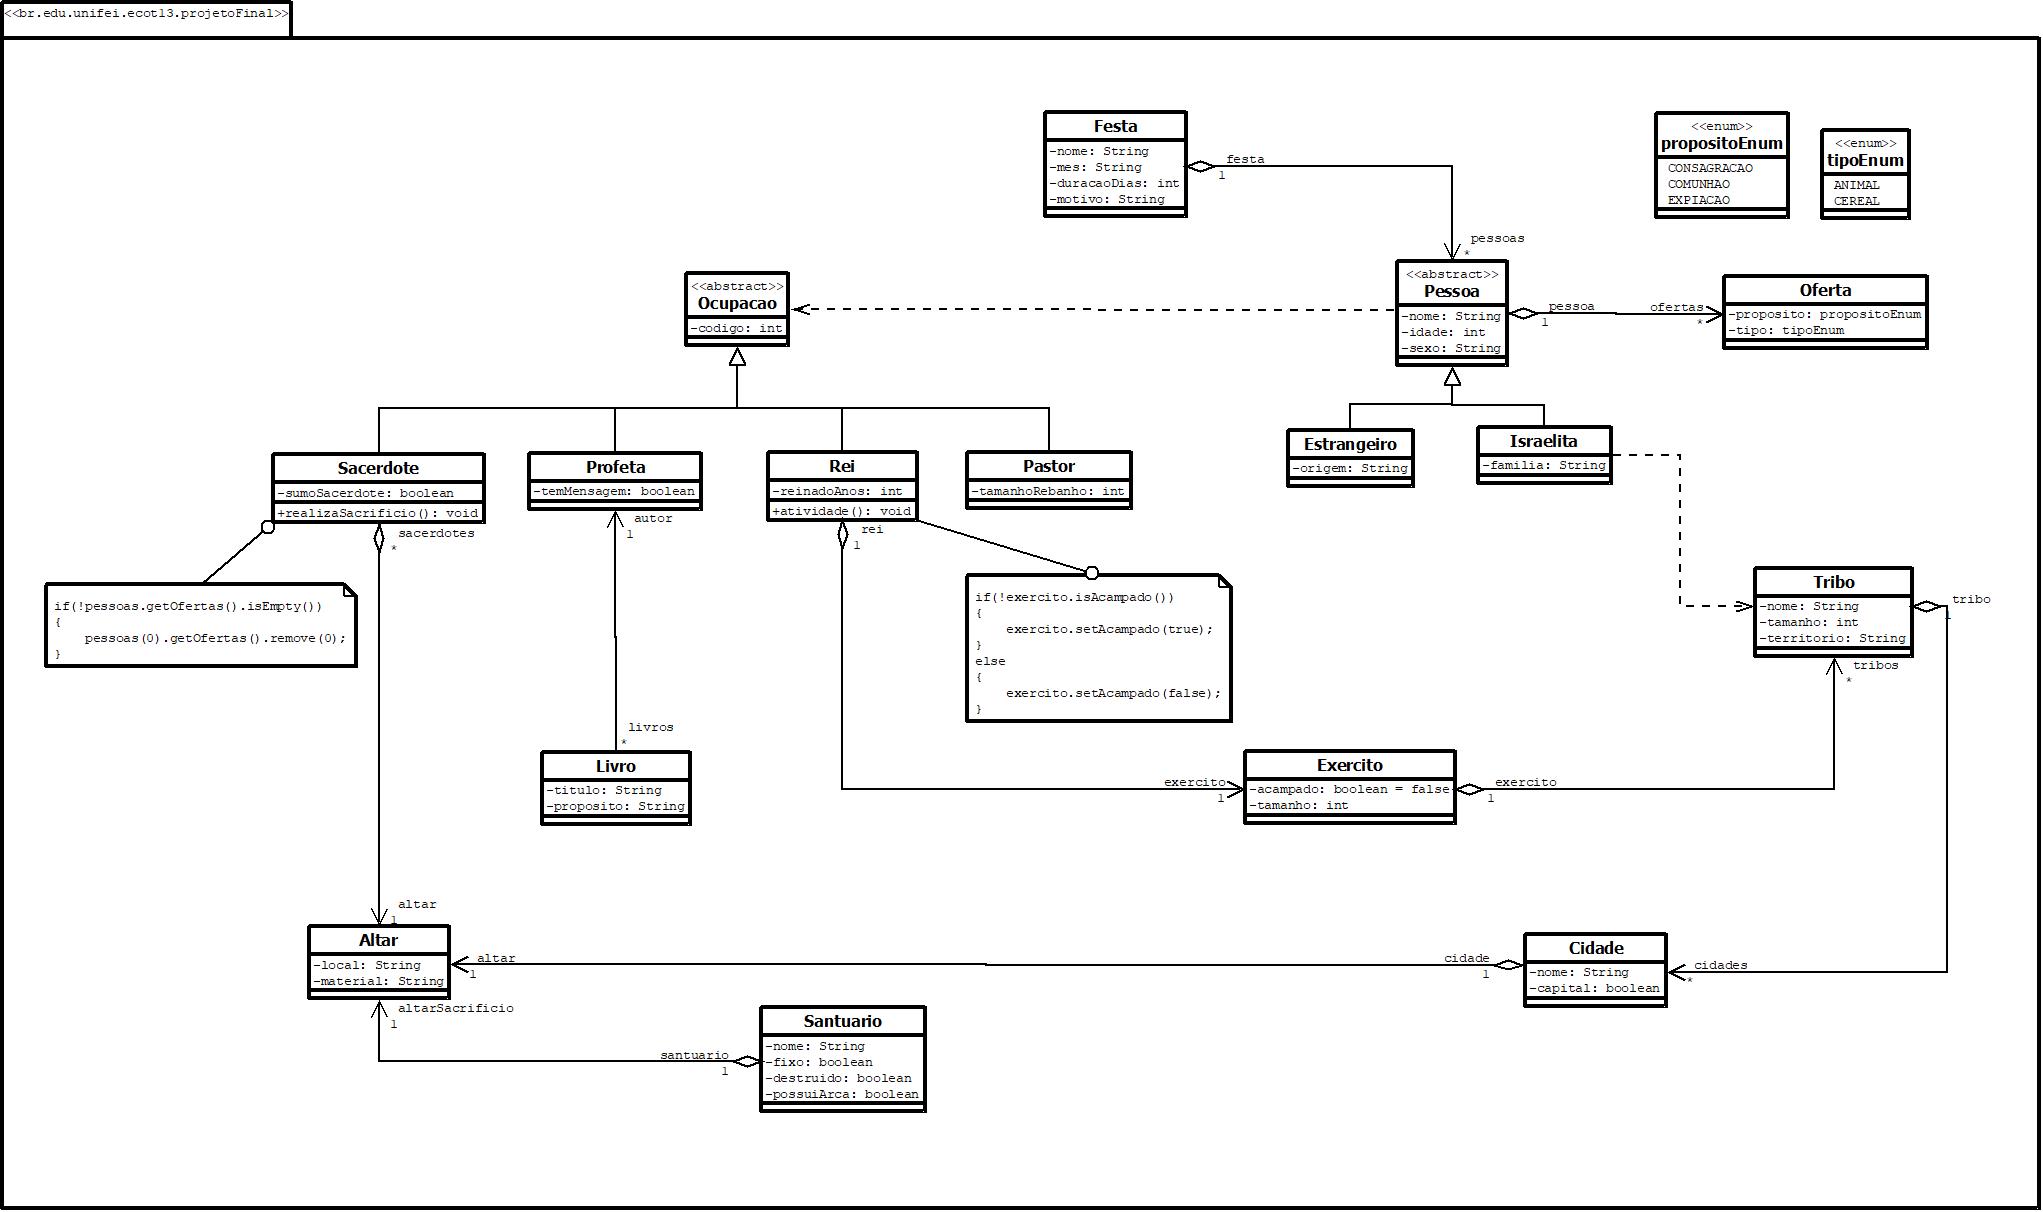 <<br.edu.unifei.ecot13.projetoFinal>>
Festa
-nome: String
-mes: String
-duracaoDias: int
-motivo: String
festa
1
pessoas
*
<<enum>>
propositoEnum
CONSAGRACAO
COMUNHAO
EXPIACAO
<<enum>>
tipoEnum
ANIMAL
CEREAL
<<abstract>>
Ocupacao
-codigo: int
<<abstract>>
Pessoa
-nome: String
-idade: int
-sexo: String
pessoa
1
ofertas
*
Oferta
-proposito: propositoEnum
-tipo: tipoEnum
Sacerdote
-sumoSacerdote: boolean
+realizaSacrificio(): void
sacerdotes
*
Profeta
-temMensagem: boolean
autor
1
Rei
-reinadoAnos: int
+atividade(): void
rei
1
Pastor
-tamanhoRebanho: int
Estrangeiro
-origem: String
Israelita
-familia: String
if(!pessoas.getOfertas().isEmpty())
{
pessoas(0).getOfertas().remove(0);
}
if(!exercito.isAcampado())
{
exercito.setAcampado(true);
}
else
{
exercito.setAcampado(false);
}
Tribo
-nome: String
-tamanho: int
-territorio: String
tribo
1
tribos
*
livros
*
Livro
-titulo: String
-proposito: String
exercito
1
Exercito
-acampado: boolean = false
-tamanho: int
exercito
1
altar
1
Altar
-local: String
-material: String
altar
1
cidade
1
Cidade
-nome: String
-capital: boolean
cidades
*
altarSacrificio
1
santuario
1
Santuario
-nome: String
-fixo: boolean
-destruido: boolean
-possuiArca: boolean